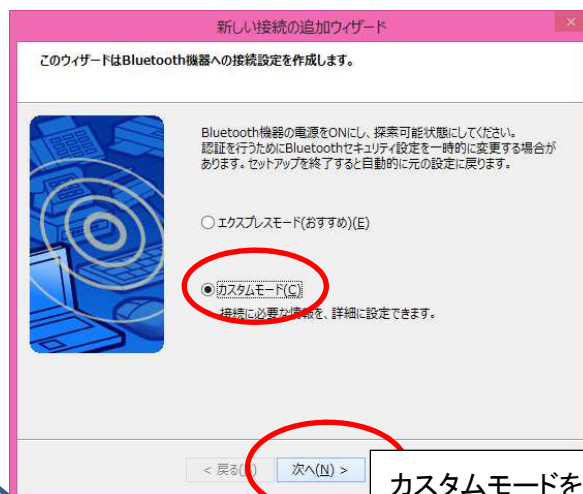 新しい接続の追加ウィザード
このウィザードはBluetooth機器への接続設定を作成します。
Bluetooth機器の電源をONにし、探索可能状態にしてください。
認証を行うためにBluetoothセキュリティ設定を一時的に変更する場合が
あります。セットアップを終了すると自動的に元の設定に戻ります。
エクスプレスモード(おすすめ)(E)
カスタムモード(C)
接続に必要な情報を、詳細に設定できます。
< 戻る( )
次へ(N) >
カスタムモードを